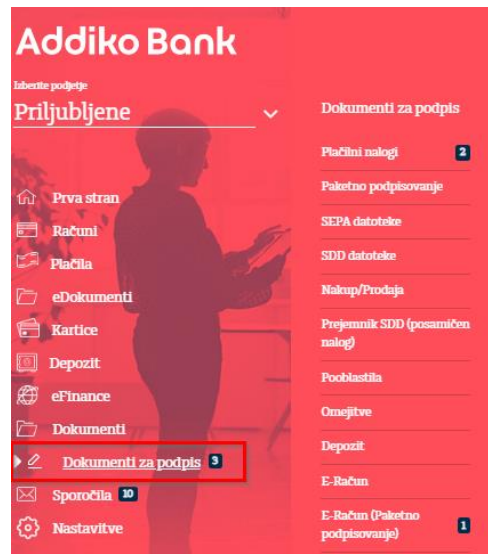 Addiko Bank
Izberite podjetje
Priljubljene
Prva stran
Računi
Plačila
eDokumenti
Kartice
Depozit
eFinance
Dokumenti
Dokumenti za podpis 3
Sporočila 10
Nastavitve
Dokumenti za podpis
Plačilni nalogi 2
Paketno podpisovanje
SEPA datoteke
SDD datoteke
Nakup/Prodaja
Prejemnik SDD (posamičen
nalog)
Pooblastila
Omejitve
Depozit
E-Račun
E-Račun (Paketno
podpisovanje) 1